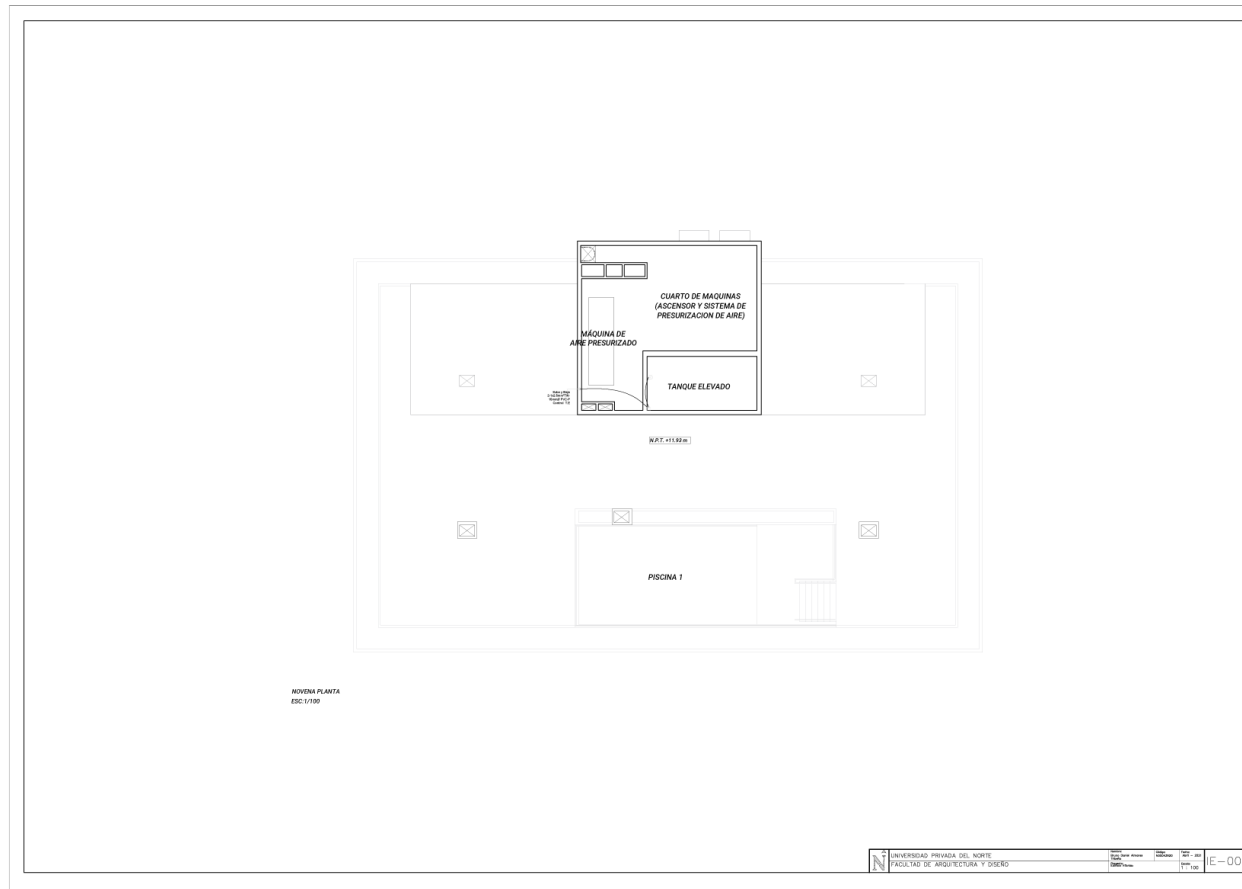 CUARTO DE MAQUINAS
(ASCENSOR Y SISTEMA DE
PRESURIZACION DE AIRE)
MÁQUINA DE
AIRE PRESURIZADO
TANQUE ELEVADO
N.P.T. +11.93 m
PISCINA 1
NOVENA PLANTA
ESC:1/100
N
UNIVERSIDAD PRIVADA DEL NORTE
FACULTAD DE ARQUITECTURA Y DISEÑO
1 : 100
IE-00